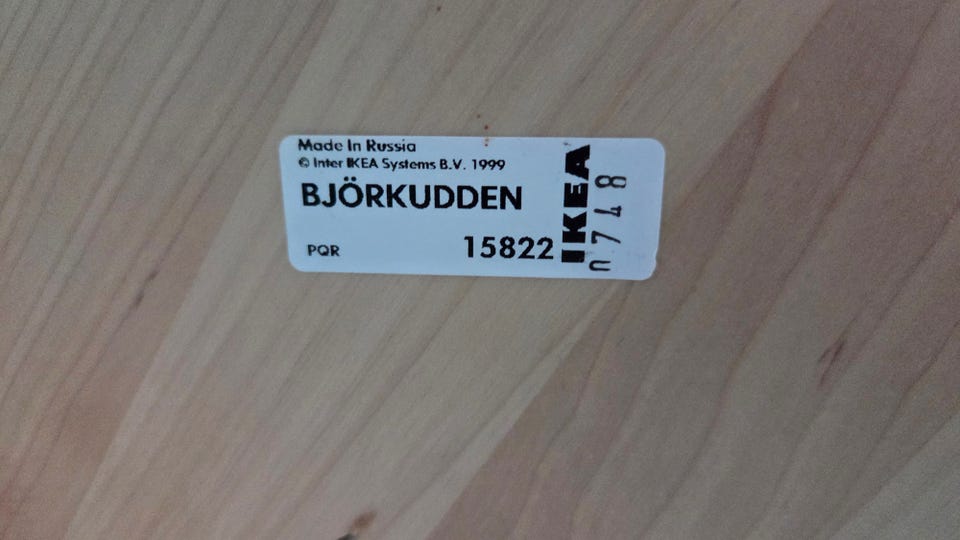 Made In Russia
© Inter IKEA Systems B.V. 1999
BJÖRKUDDEN
PQR
15822
IKEA
0748